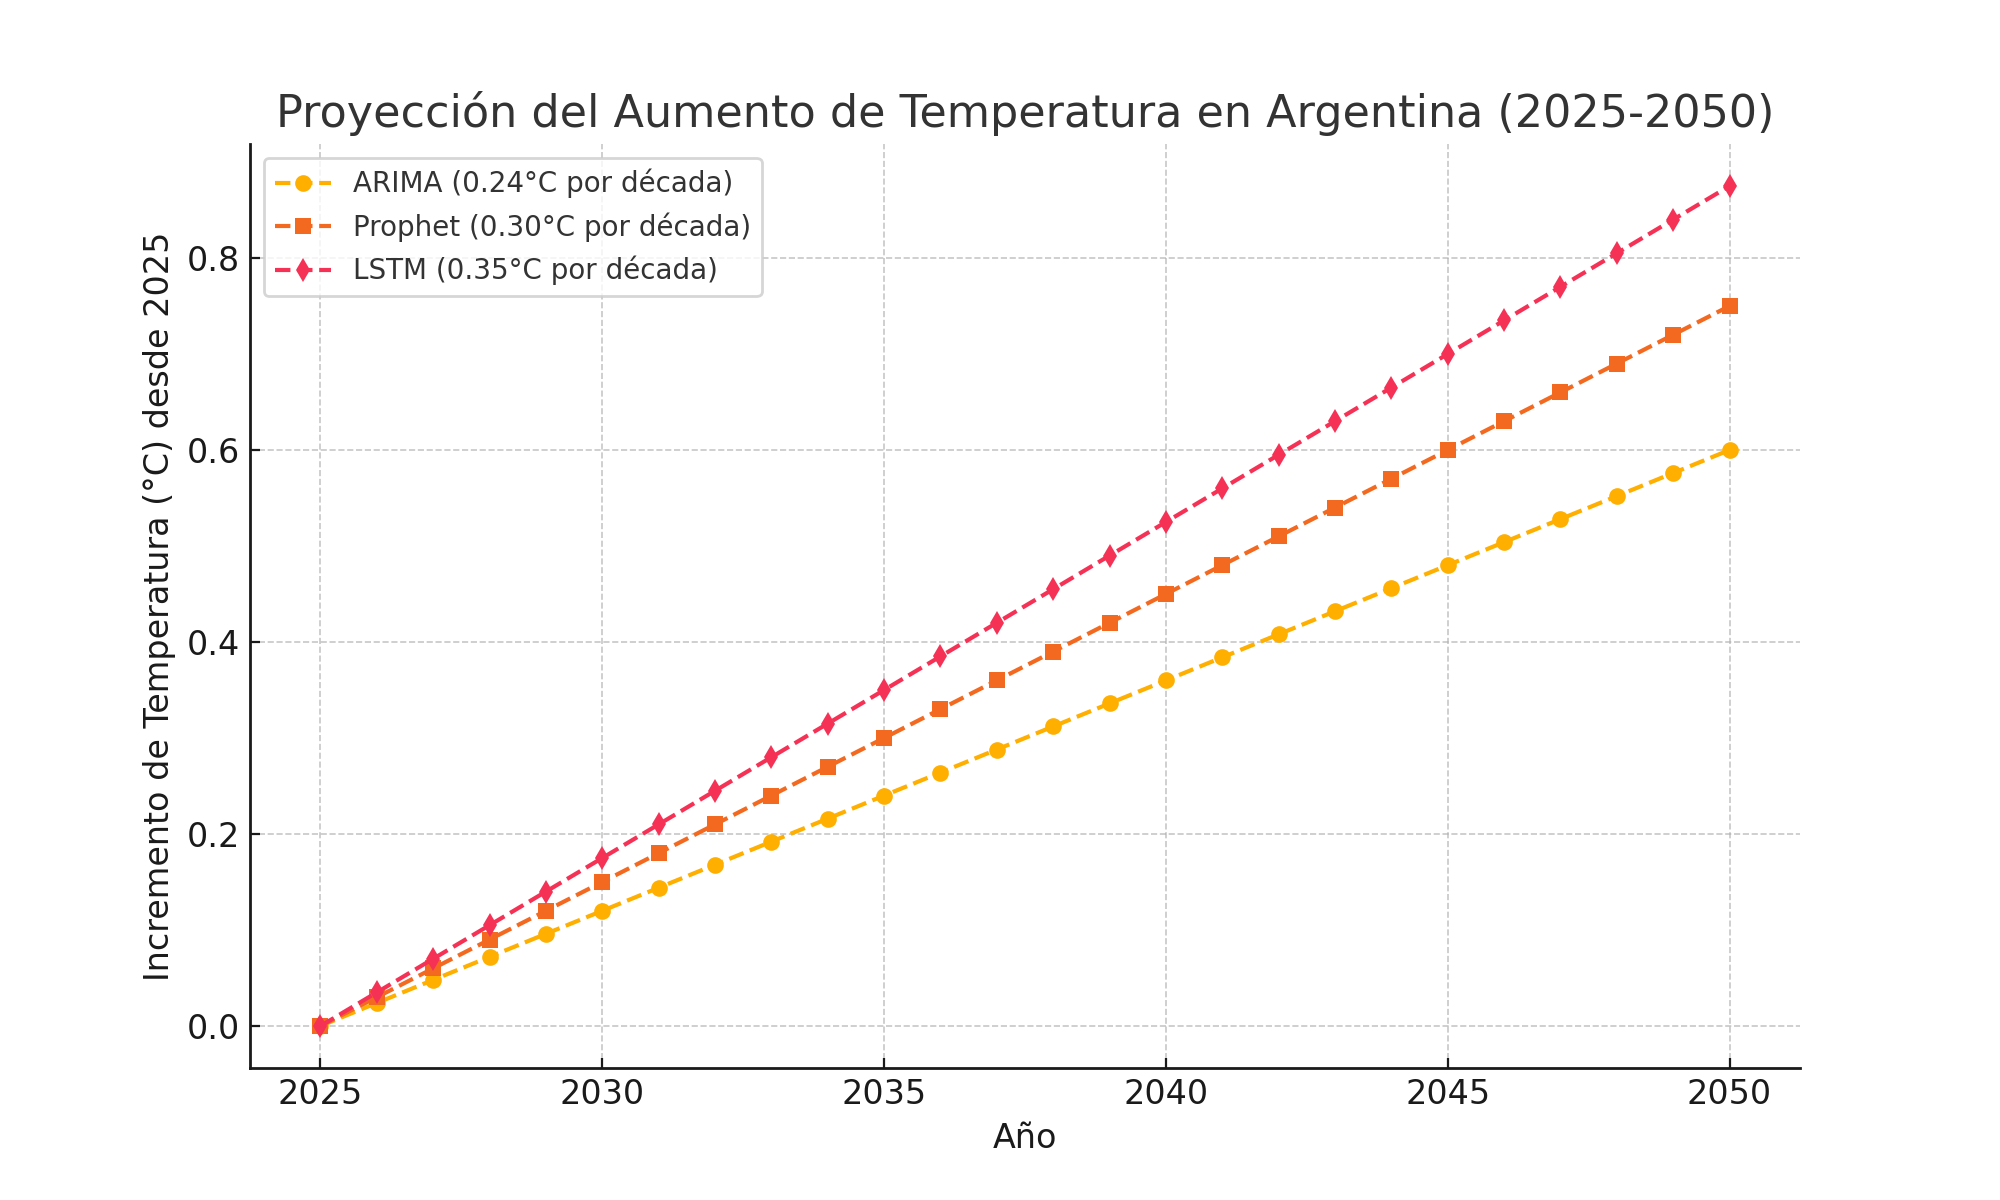 Proyección del Aumento de Temperatura en Argentina (2025-2050)
ARIMA (0.24°C por década)
Prophet (0.30°C por década)
LSTM (0.35°C por década)
Incremento de Temperatura (°C) desde 2025
0.8
0.6
0.4
0.2
0.0
2025 2030 2035 2040 2045 2050
Año